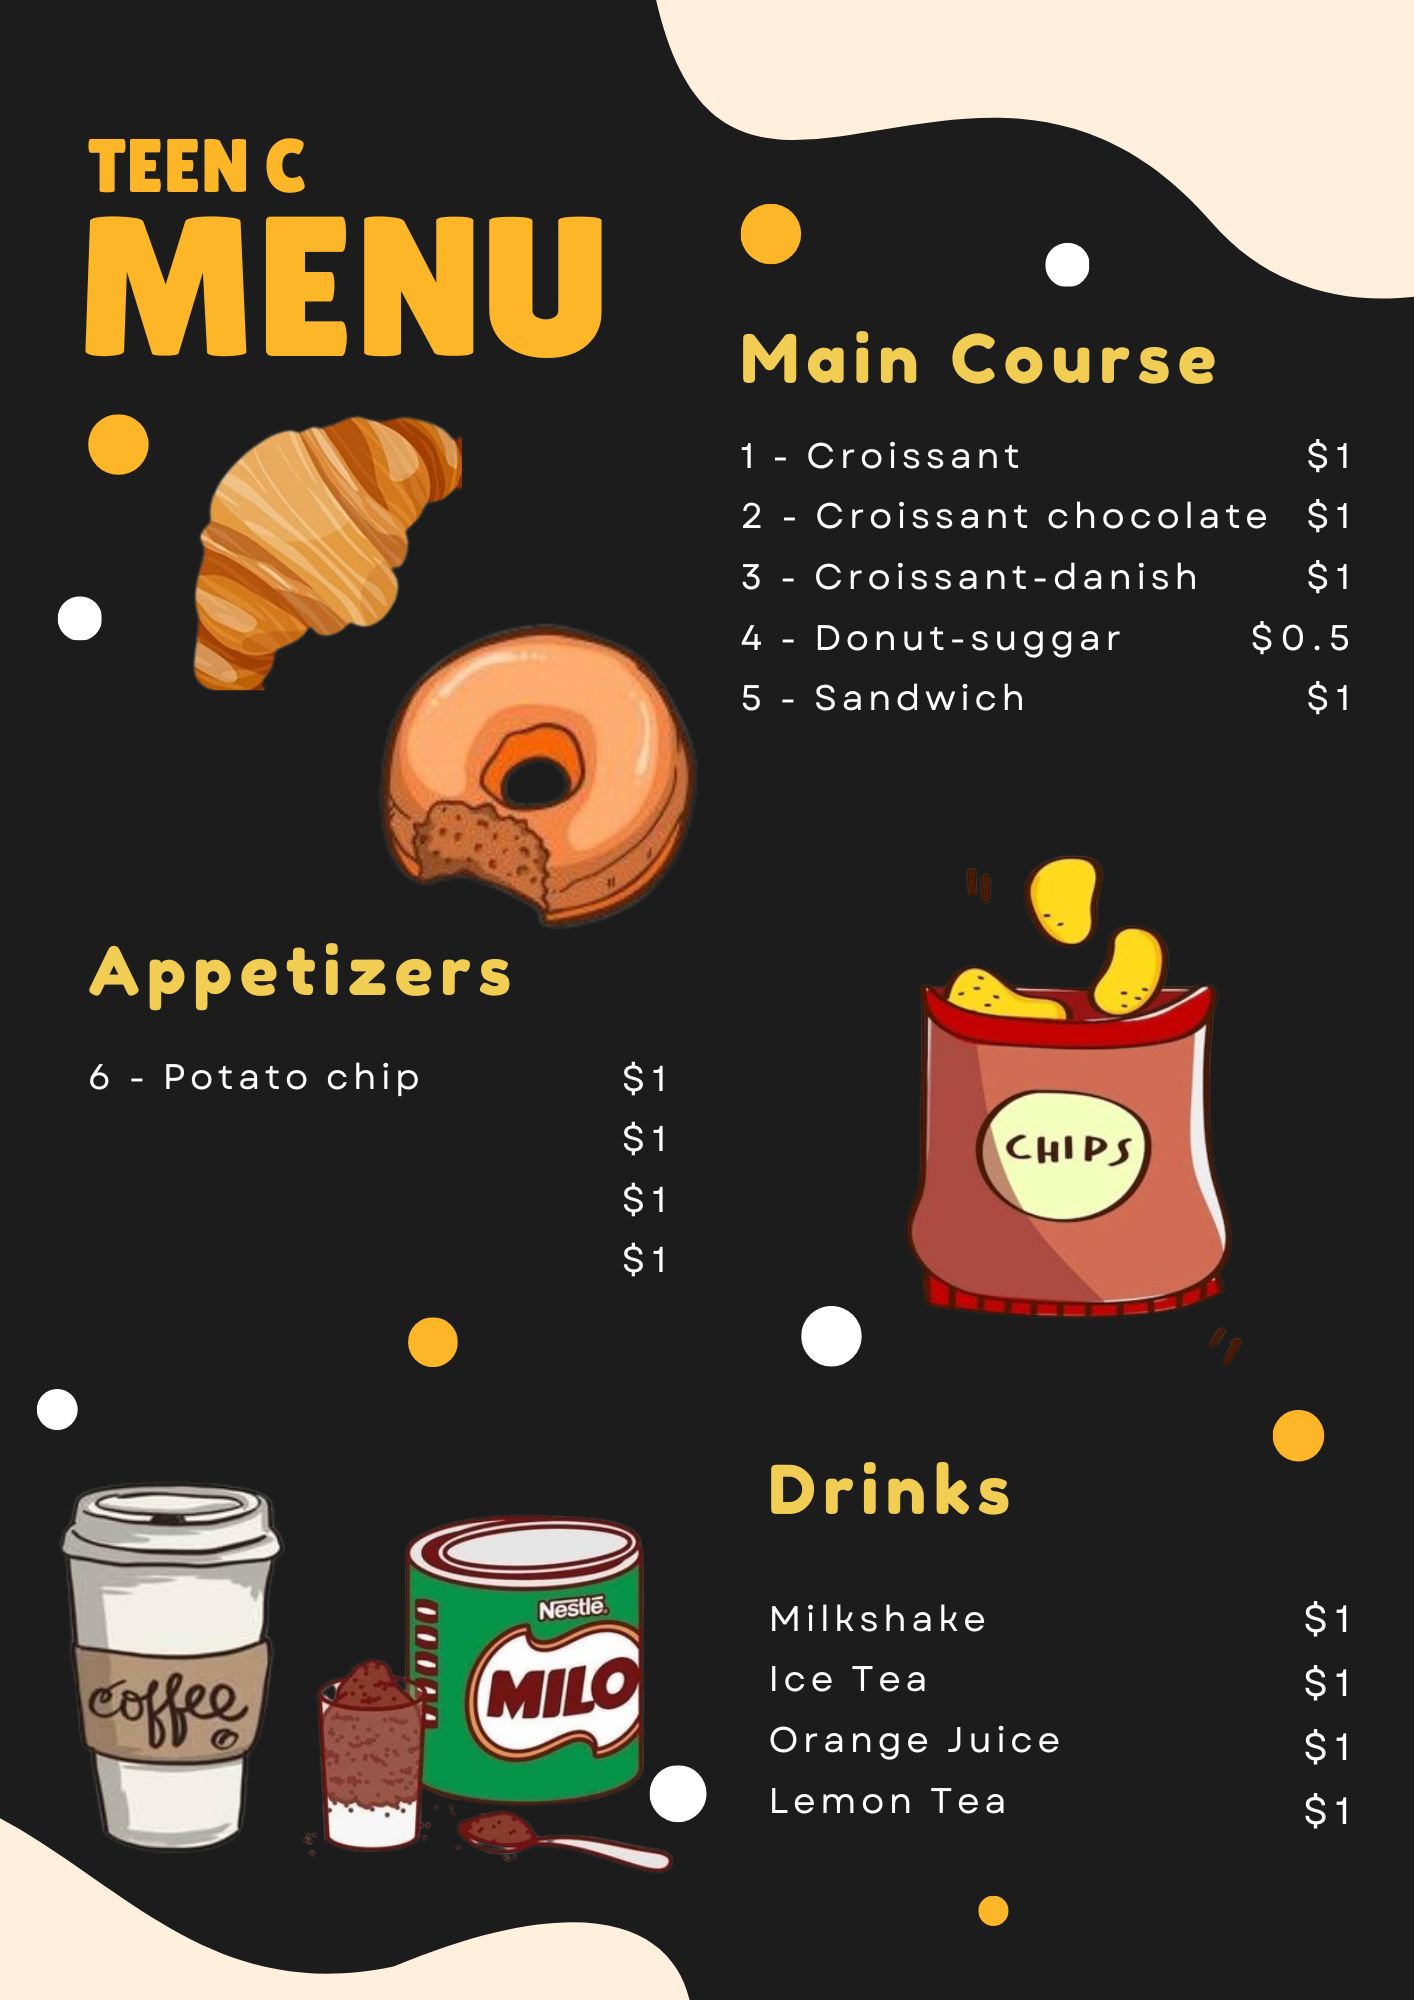 TEEN C
MENU
Main Course
1 - Croissant $1
2 - Croissant chocolate $1
3 - Croissant-danish $1
4 - Donut-suggar $0.5
5 - Sandwich $1
Appetizers
6 - Potato chip $1
$1
$1
$1
CHIPS
coffee
Nestlé
MILO
Drinks
Milkshake $1
Ice Tea $1
Orange Juice $1
Lemon Tea $1